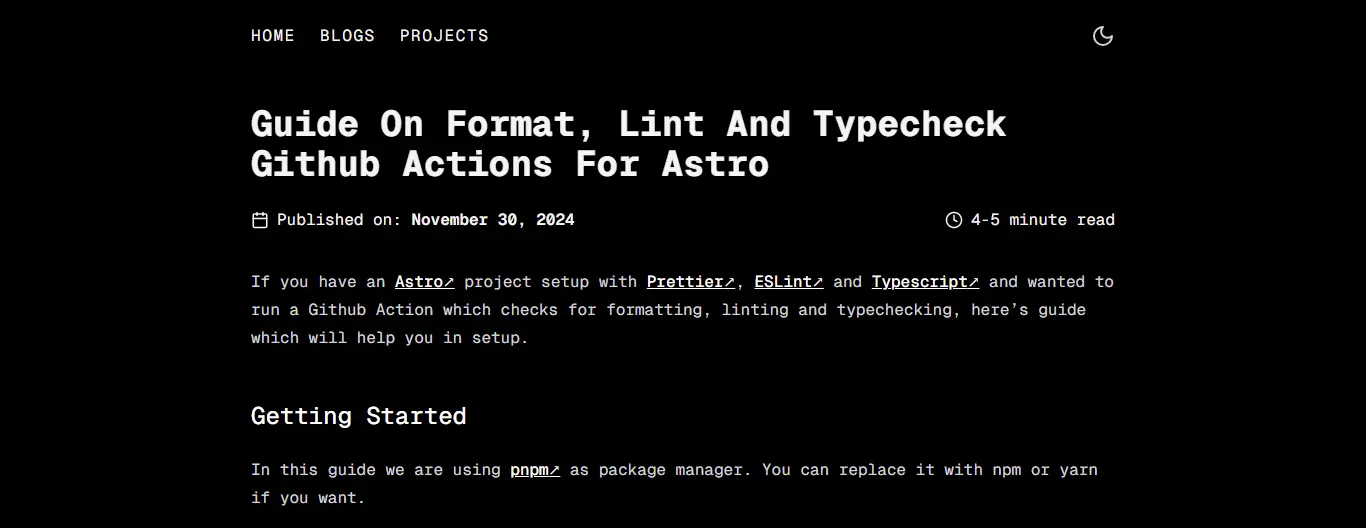 HOME BLOGS PROJECTS
Guide On Format, Lint And Typecheck
Github Actions For Astro
Published on: November 30, 2024
4-5 minute read
If you have an Astro↗ project setup with Prettier↗, ESLint↗ and Typescript↗ and wanted to
run a Github Action which checks for formatting, linting and typechecking, here’s guide
which will help you in setup.
Getting Started
In this guide we are using pnpm↗ as package manager. You can replace it with npm or yarn
if you want.